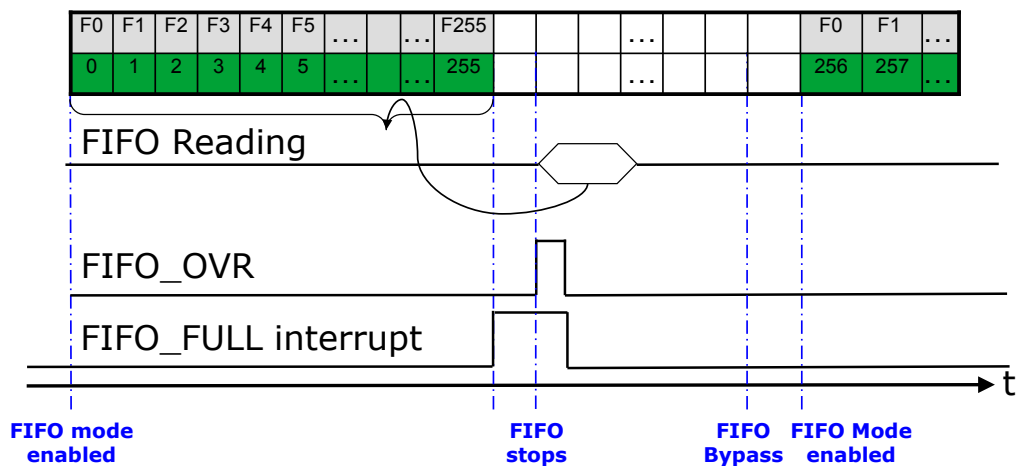 F0 F1 F2 F3 F4 F5 ... ... F255 ... F0 F1 ...
0 1 2 3 4 5 ... ... 255 ... 256 257 ...
FIFO Reading
FIFO_OVR
FIFO_FULL interrupt
t
FIFO mode
enabled
FIFO
stops
FIFO
Bypass
FIFO Mode
enabled